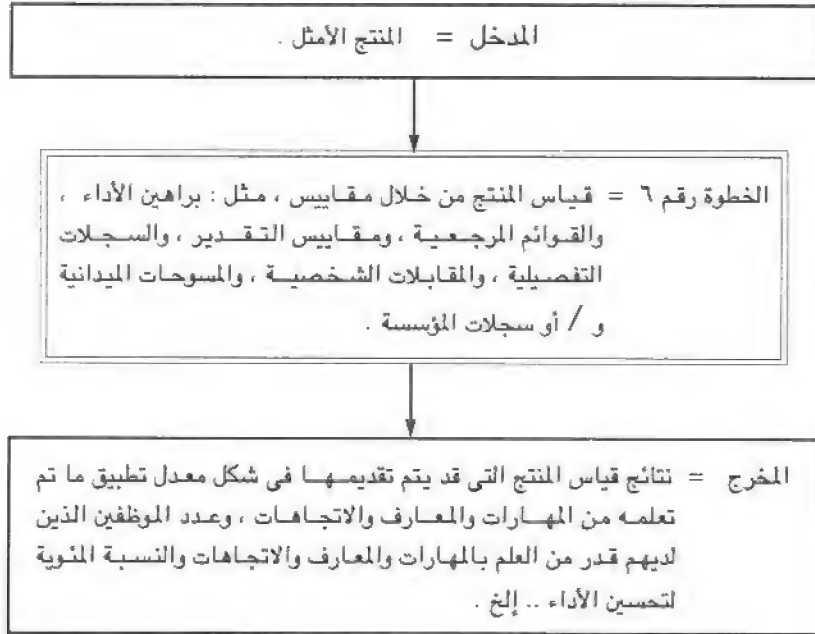 المدخل = المنتج الأمثل .
الخطوة رقم ٦ = قياس المنتج من خلال مقاييس ، مثل : براهين الأداء ،
والقوائم المرجعية ، ومقاييس التقدير ، والسجلات
التفصيلية ، والمقابلات الشخصية ، والمسوحات الميدانية
و / أو سجلات المؤسسة .
المخرج = نتائج قياس المنتج التى قد يتم تقديمها فى شكل معدل تطبيق ما تم
تعلمه من المهارات والمعارف والاتجاهات ، وعدد الموظفين الذين
لديهم قدر من العلم بالمهارات والمعارف والاتجاهات والنسبة المئوية
لتحسين الأداء .. إلخ .